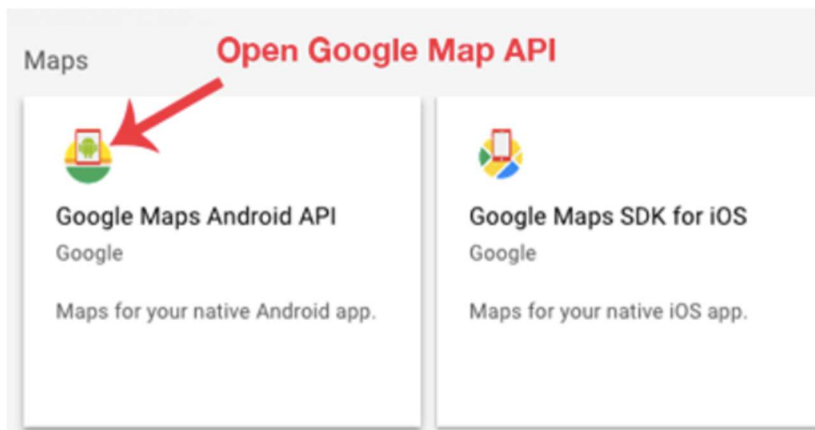 Maps
Open Google Map API
Google Maps Android API
Google
Maps for your native Android app.
Google Maps SDK for iOS
Google
Maps for your native iOS app.